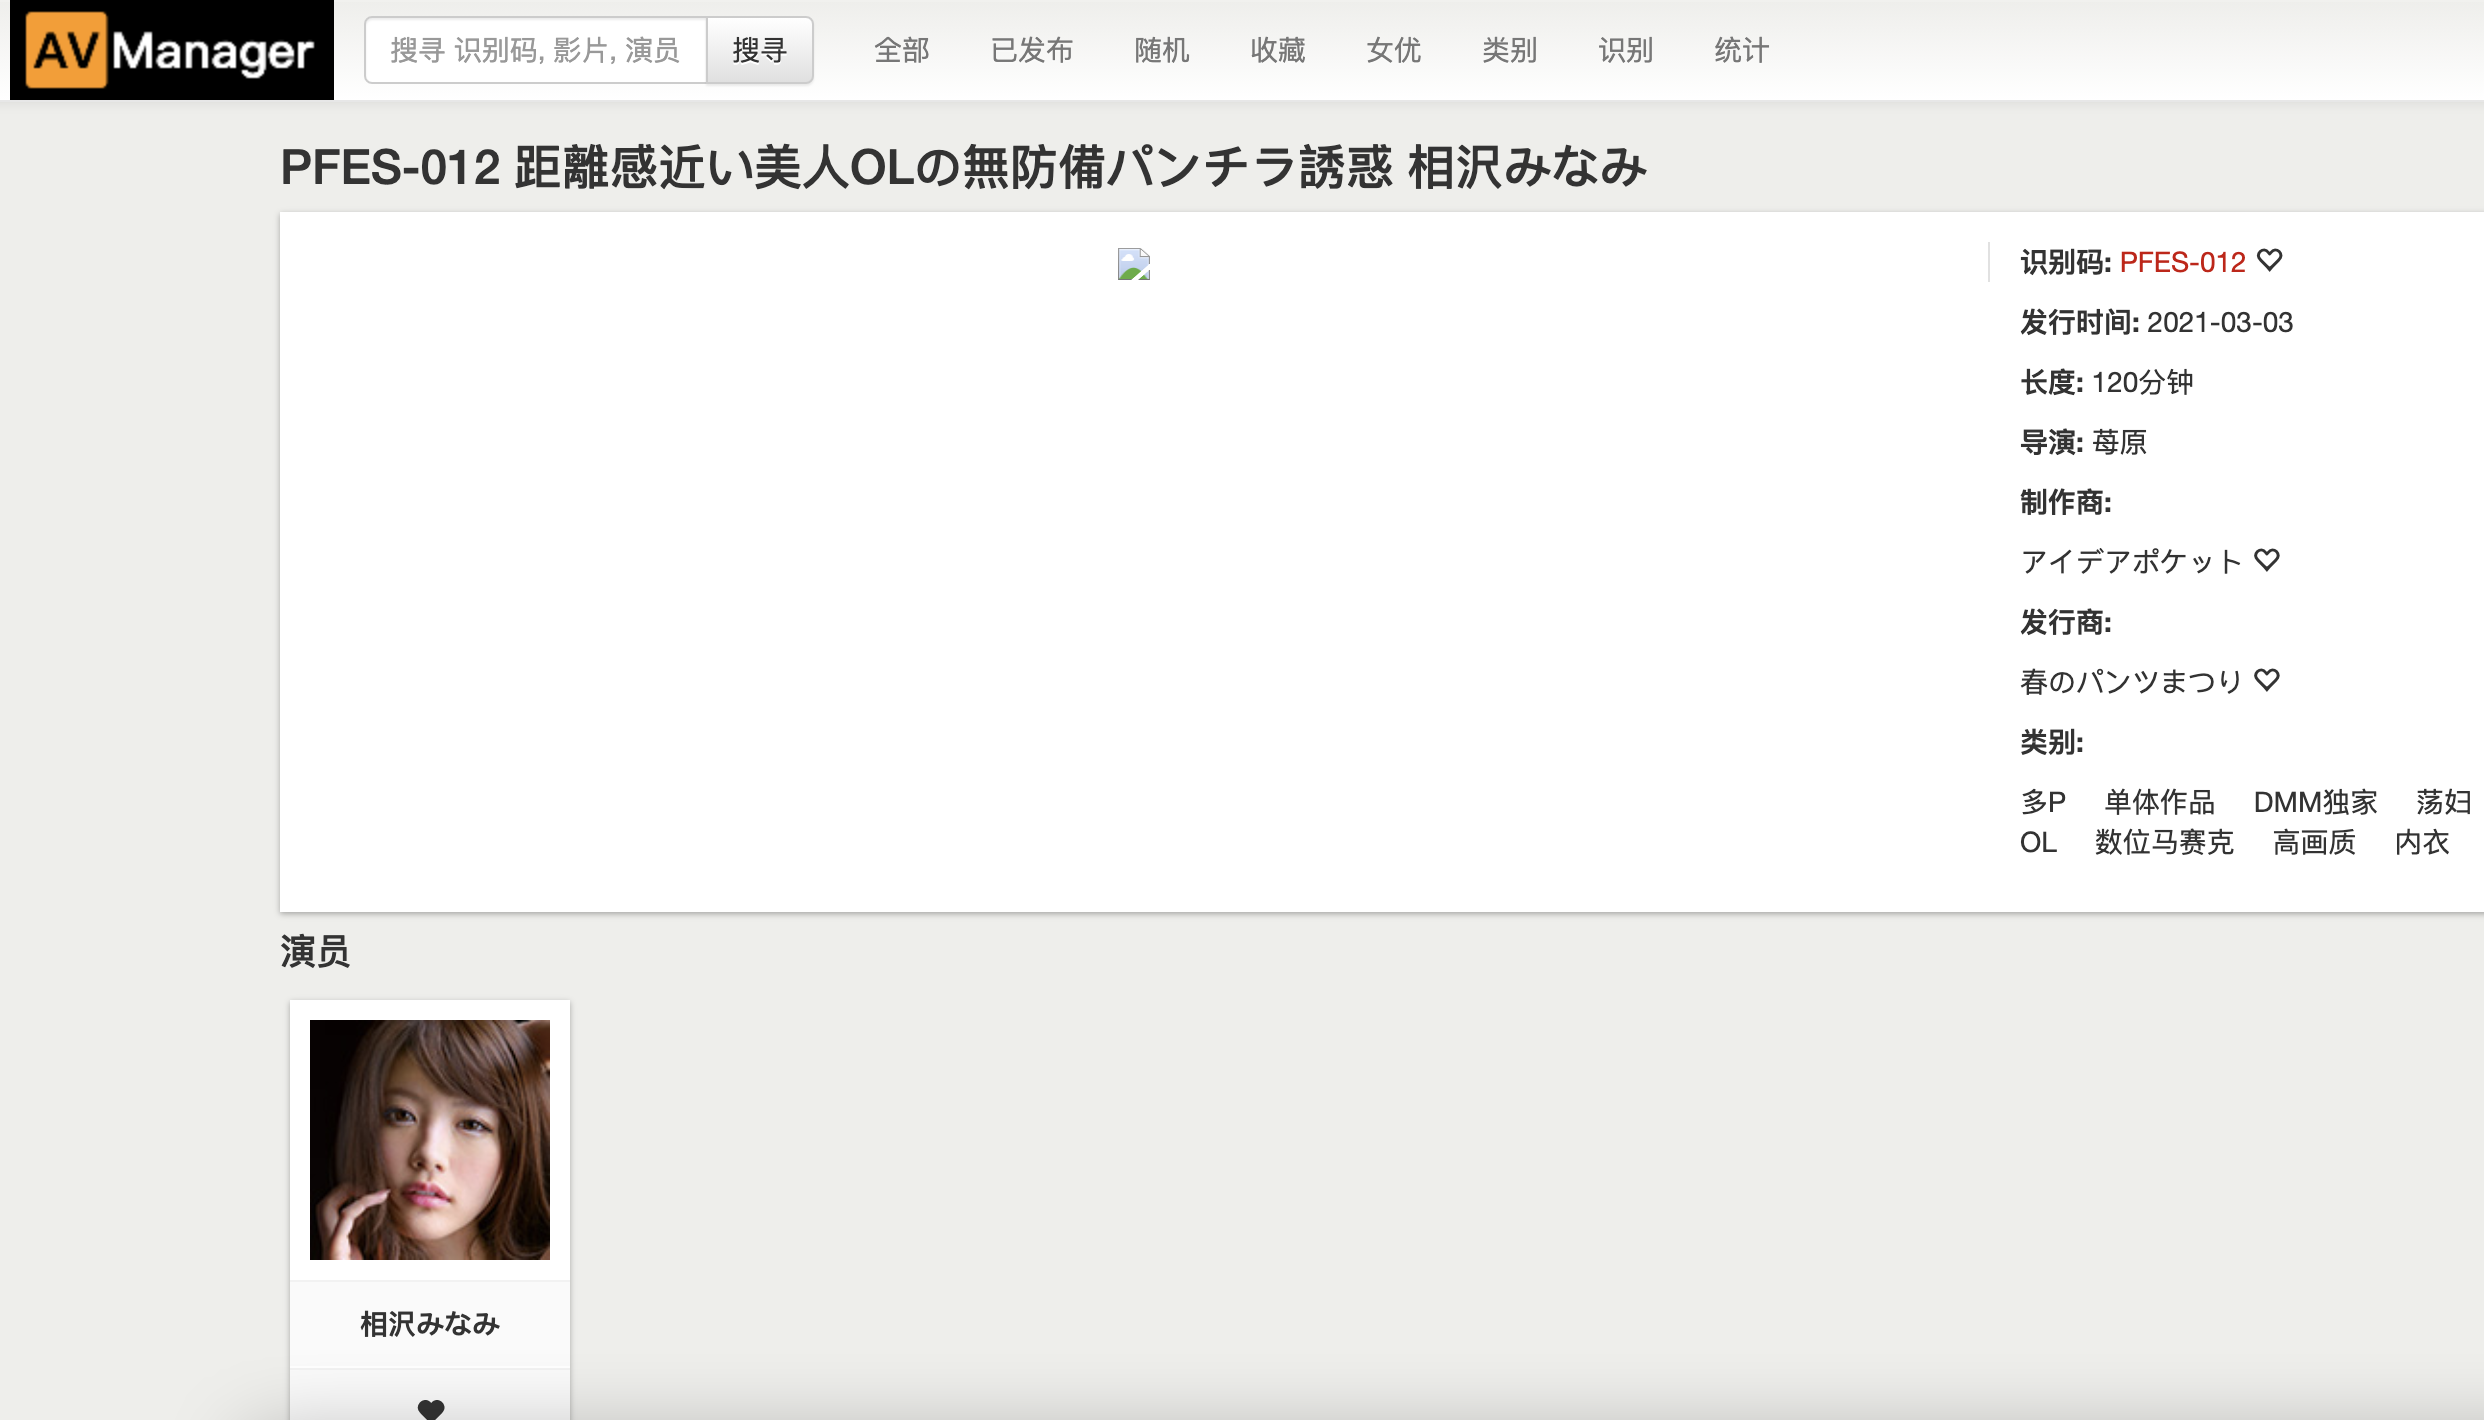 AV Manager
搜寻 识别码, 影片, 演员 搜寻 全部 已发布 随机 收藏 女优 类别 识别 统计
PFES-012 距離感近い美人OLの無防備パンチラ誘惑 相沢みなみ
识别码: PFES-012
发行时间: 2021-03-03
长度: 120分钟
导演: 苺原
制作商:
アイデアポケット
发行商:
春のパンツまつり
类别:
多P 单体作品 DMM独家 荡妇
OL 数位马赛克 高画质 内衣
演员
相沢みなみ